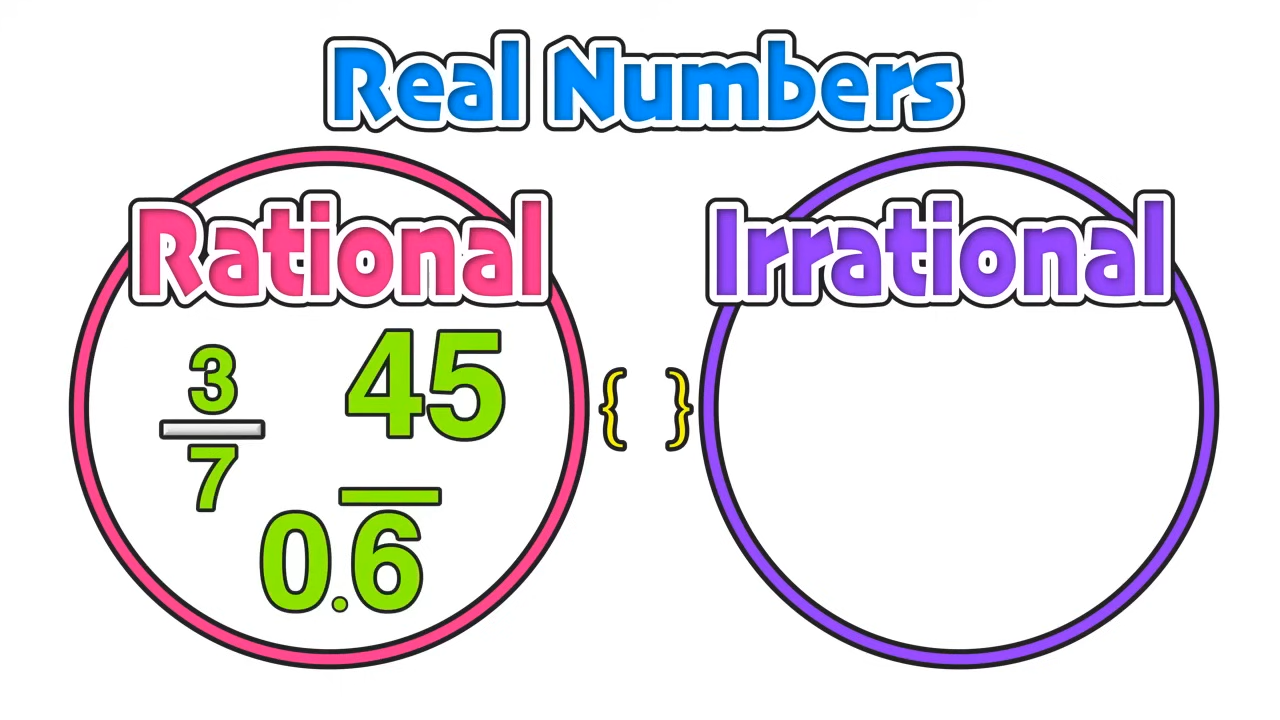 Real Numbers
Rational
Irrational
3/7
45
{ }
0.6̅